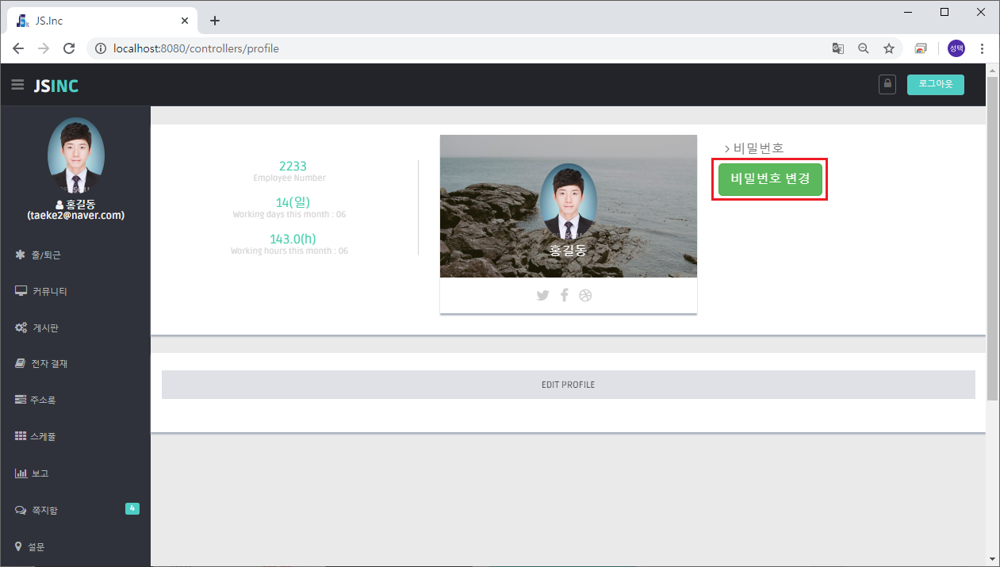 JS.Inc
localhost:8080/controllers/profile
성택
JSINC
로그아웃
홍길동
(taeke2@naver.com)
출/퇴근
커뮤니티
게시판
전자 결재
주소록
스케쥴
보고
쪽지함 4
설문
2233
Employee Number
14(일)
Working days this month : 06
143.0(h)
Working hours this month : 06
홍길동
비밀번호
비밀번호 변경
EDIT PROFILE